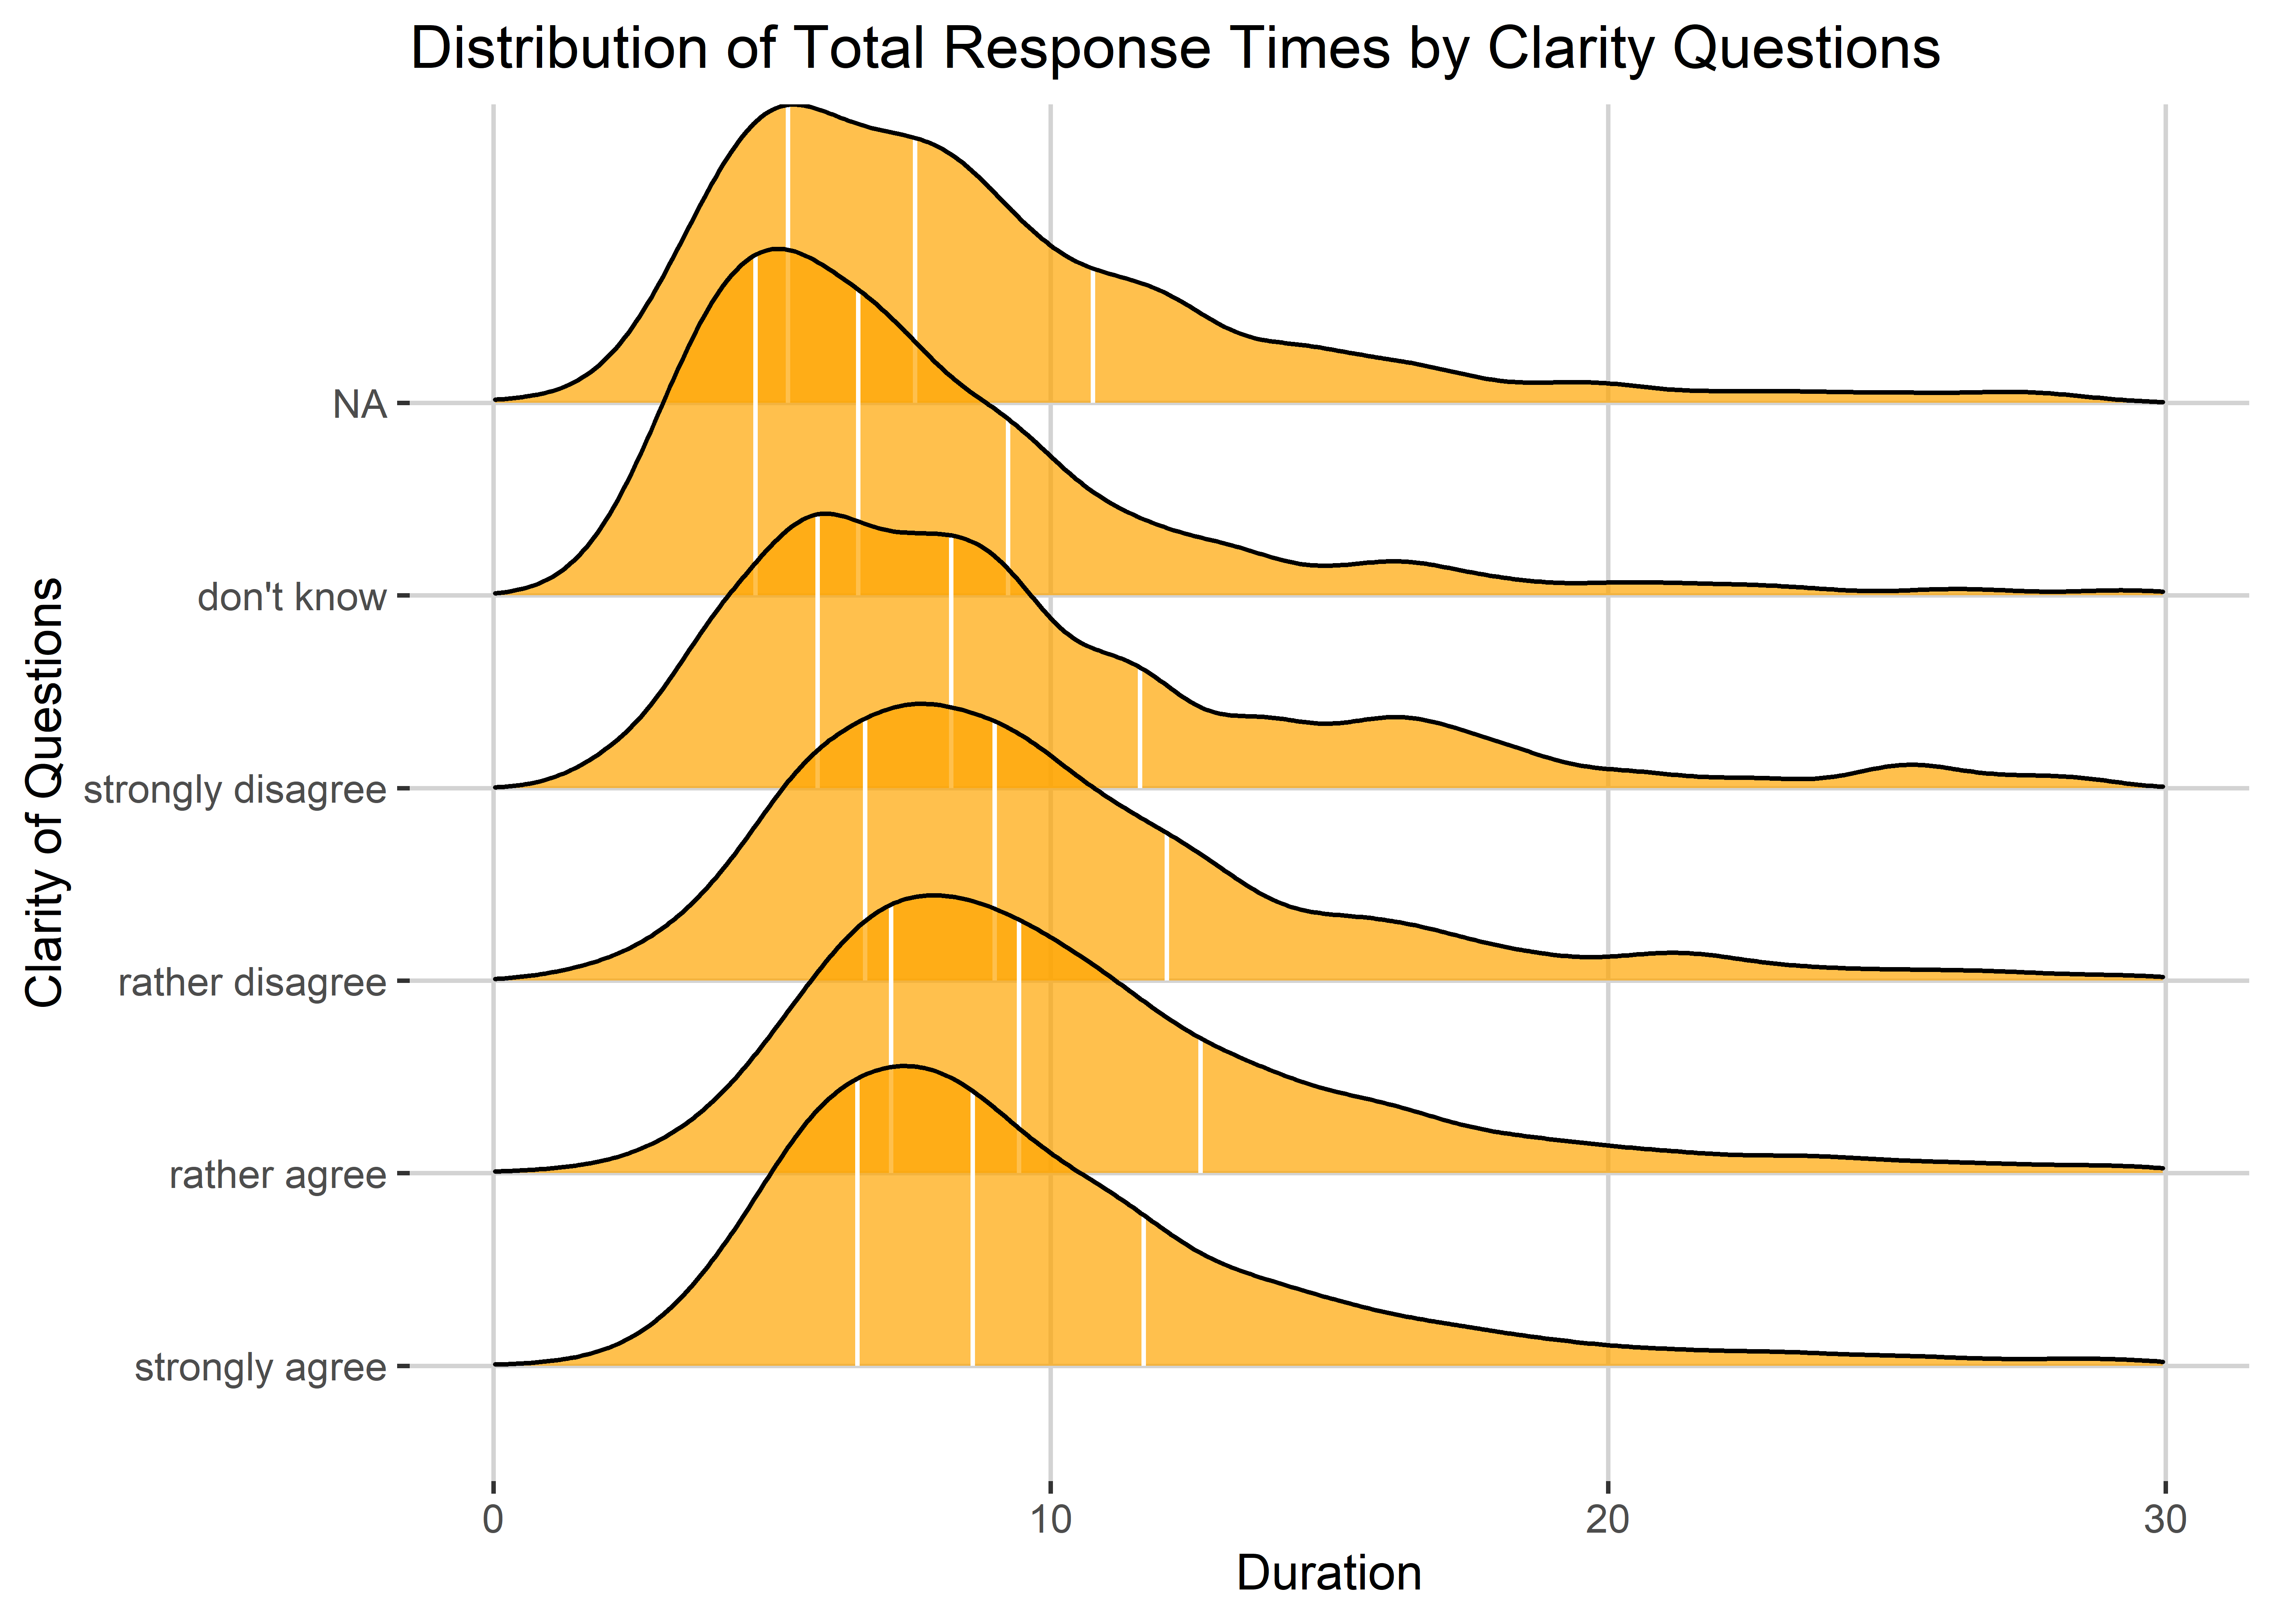 Distribution of Total Response Times by Clarity Questions
Clarity of Questions
NA
don't know
strongly disagree
rather disagree
rather agree
strongly agree
0 10 20 30
Duration